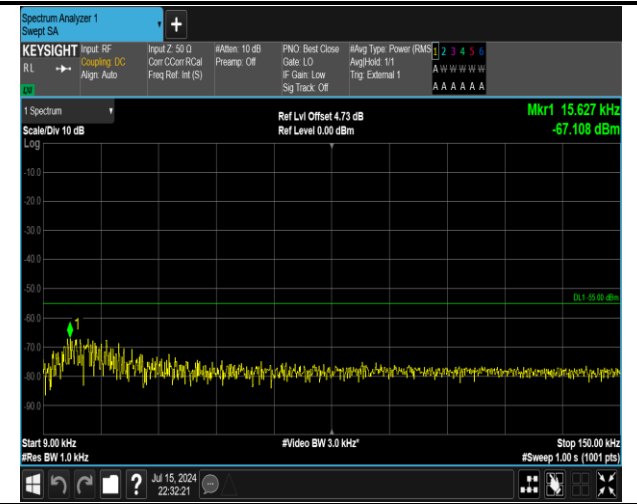 Spectrum Analyzer 1
Swept SA
+
KEYSIGHT Input: RF Input Z: 50 Ω #Atten: 10 dB PNO: Best Close #Avg Type: Power (RMS 1 2 3 4 5 6
RL Coupling: DC Corr CCorr RCal Preamp: Off Gate: LO Avg|Hold: 1/1 A W W W W W
Align: Auto Freq Ref: Int (S) IF Gain: Low Trig: External 1
Sig Track: Off A A A A A A
1 Spectrum Ref Lvl Offset 4.73 dB Mkr1 15.627 kHz
Scale/Div 10 dB Ref Level 0.00 dBm -67.108 dBm
Log
-10.0
-20.0
-30.0
-40.0
-50.0
DL1 -55.00 dBm
-60.0
1
-70.0
-80.0
-90.0
Start 9.00 kHz #Video BW 3.0 kHz* Stop 150.00 kHz
#Res BW 1.0 kHz #Sweep 1.00 s (1001 pts)
? Jul 15, 2024
22:32:21